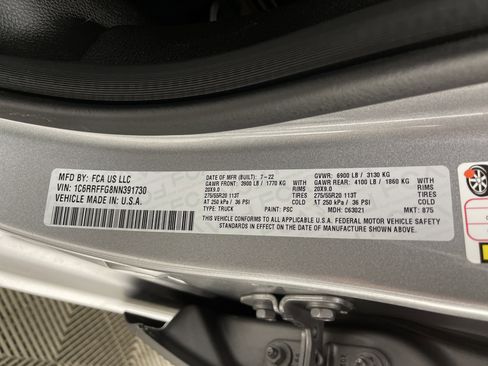 MFD BY: FCA US LLC
VIN: 1C6RRFFG8NN391730
VEHICLE MADE IN: U.S.A.
DATE OF MFR (BUILT): 7-22 GVWR: 6900 LB / 3130 KG
GAWR FRONT: 3900 LB / 1770 KG WITH GAWR REAR: 4100 LB / 1860 KG WITH
20X9.0 RIMS 20X9.0 RIMS
275/55R20 113T 275/55R20 113T
AT 250 kPa / 36 PSI COLD AT 250 kPa / 36 PSI COLD
TYPE: TRUCK PAINT: PSC MDH: 063021 MKT: 875
THIS VEHICLE CONFORMS TO ALL APPLICABLE U.S.A. FEDERAL MOTOR VEHICLE SAFETY
STANDARDS IN EFFECT ON THE DATE OF MANUFACTURE SHOWN ABOVE